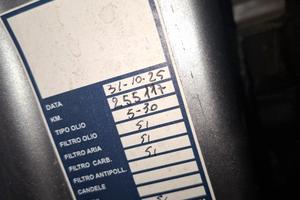 DATA 31-10-25
KM. 255117
TIPO OLIO 5-30
FILTRO OLIO SI
FILTRO ARIA SI
FILTRO CARB. SI
FILTRO ANTIPOLL.
CANDELE